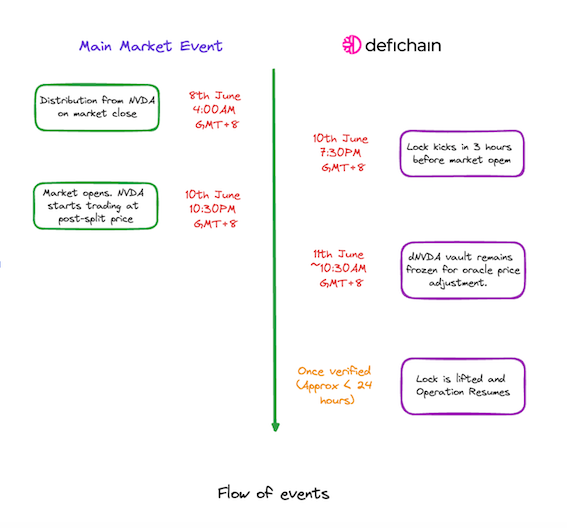 Main Market Event
defichain
Distribution from NVDA
on market close
8th June
4:00AM
GMT+8
10th June
7:30PM
GMT+8
Lock kicks in 3 hours
before market opem
Market opens. NVDA
starts trading at
post-split price
10th June
10:30PM
GMT+8
11th June
~10:30AM
GMT+8
dNVDA vault remains
frozen for oracle price
adjustment.
Once verified
(Approx < 24
hours)
Lock is lifted and
Operation Resumes
Flow of events